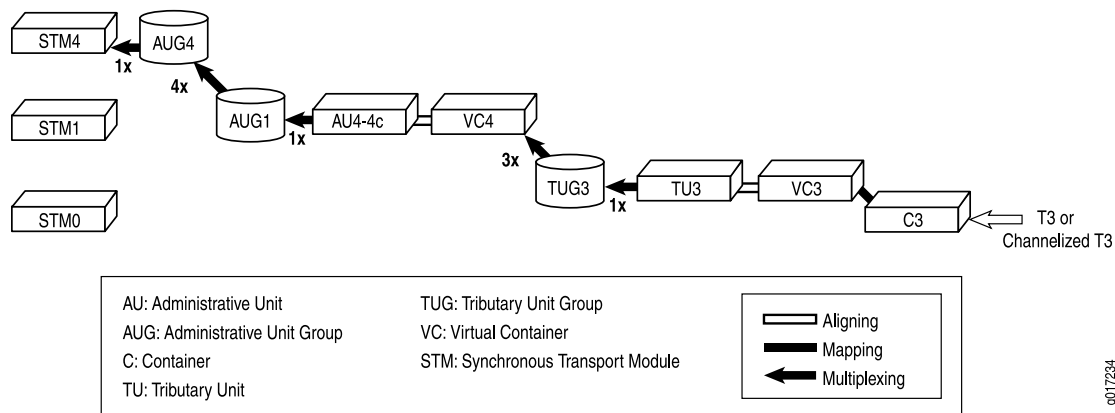 STM4
AUG4
1x
4x
STM1
AUG1
1x
AU4-4c
VC4
3x
STM0
TUG3
1x
TU3
VC3
C3
T3 or
Channelized T3
AU: Administrative Unit
AUG: Administrative Unit Group
C: Container
TU: Tributary Unit
TUG: Tributary Unit Group
VC: Virtual Container
STM: Synchronous Transport Module
Aligning
Mapping
Multiplexing
g017234